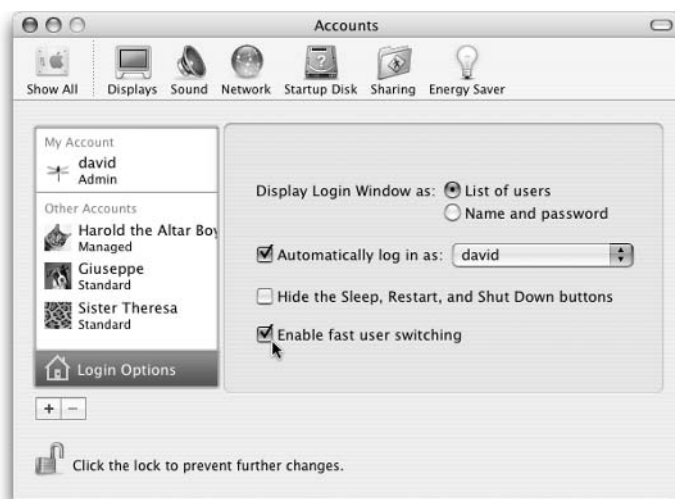 Accounts
Show All Displays Sound Network Startup Disk Sharing Energy Saver
My Account
david
Admin
Other Accounts
Harold the Altar Boy
Managed
Giuseppe
Standard
Sister Theresa
Standard
Login Options
Display Login Window as: List of users
Name and password
Automatically log in as: david
Hide the Sleep, Restart, and Shut Down buttons
Enable fast user switching
+ −
Click the lock to prevent further changes.